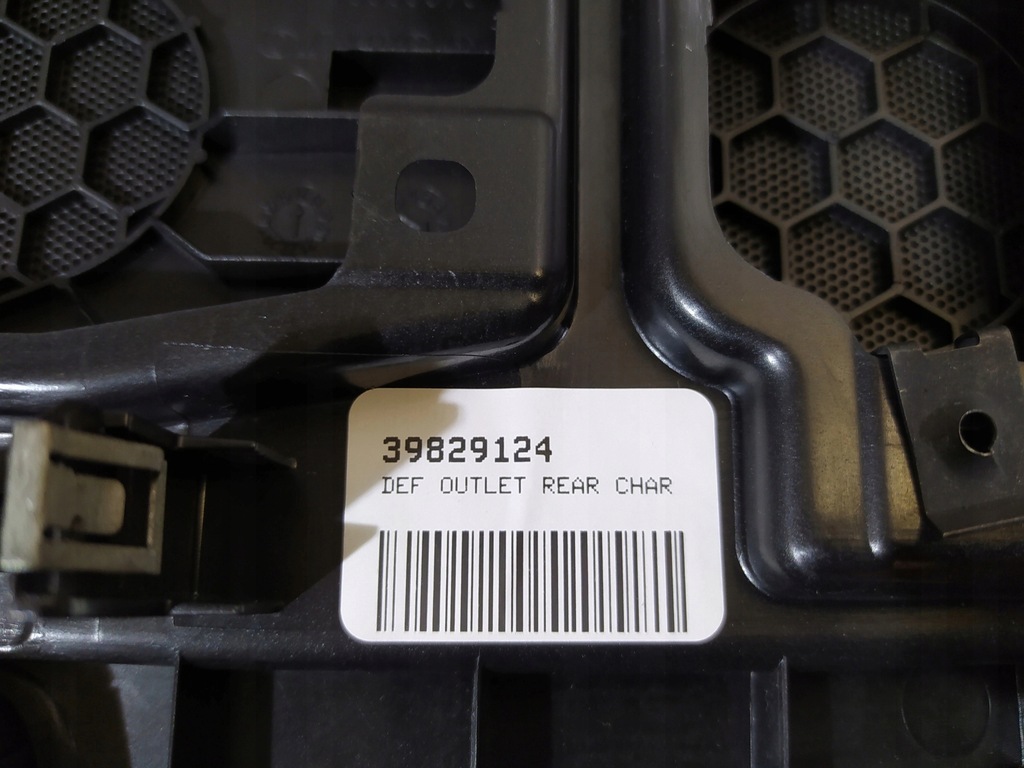 39829124
DEF OUTLET REAR CHAR